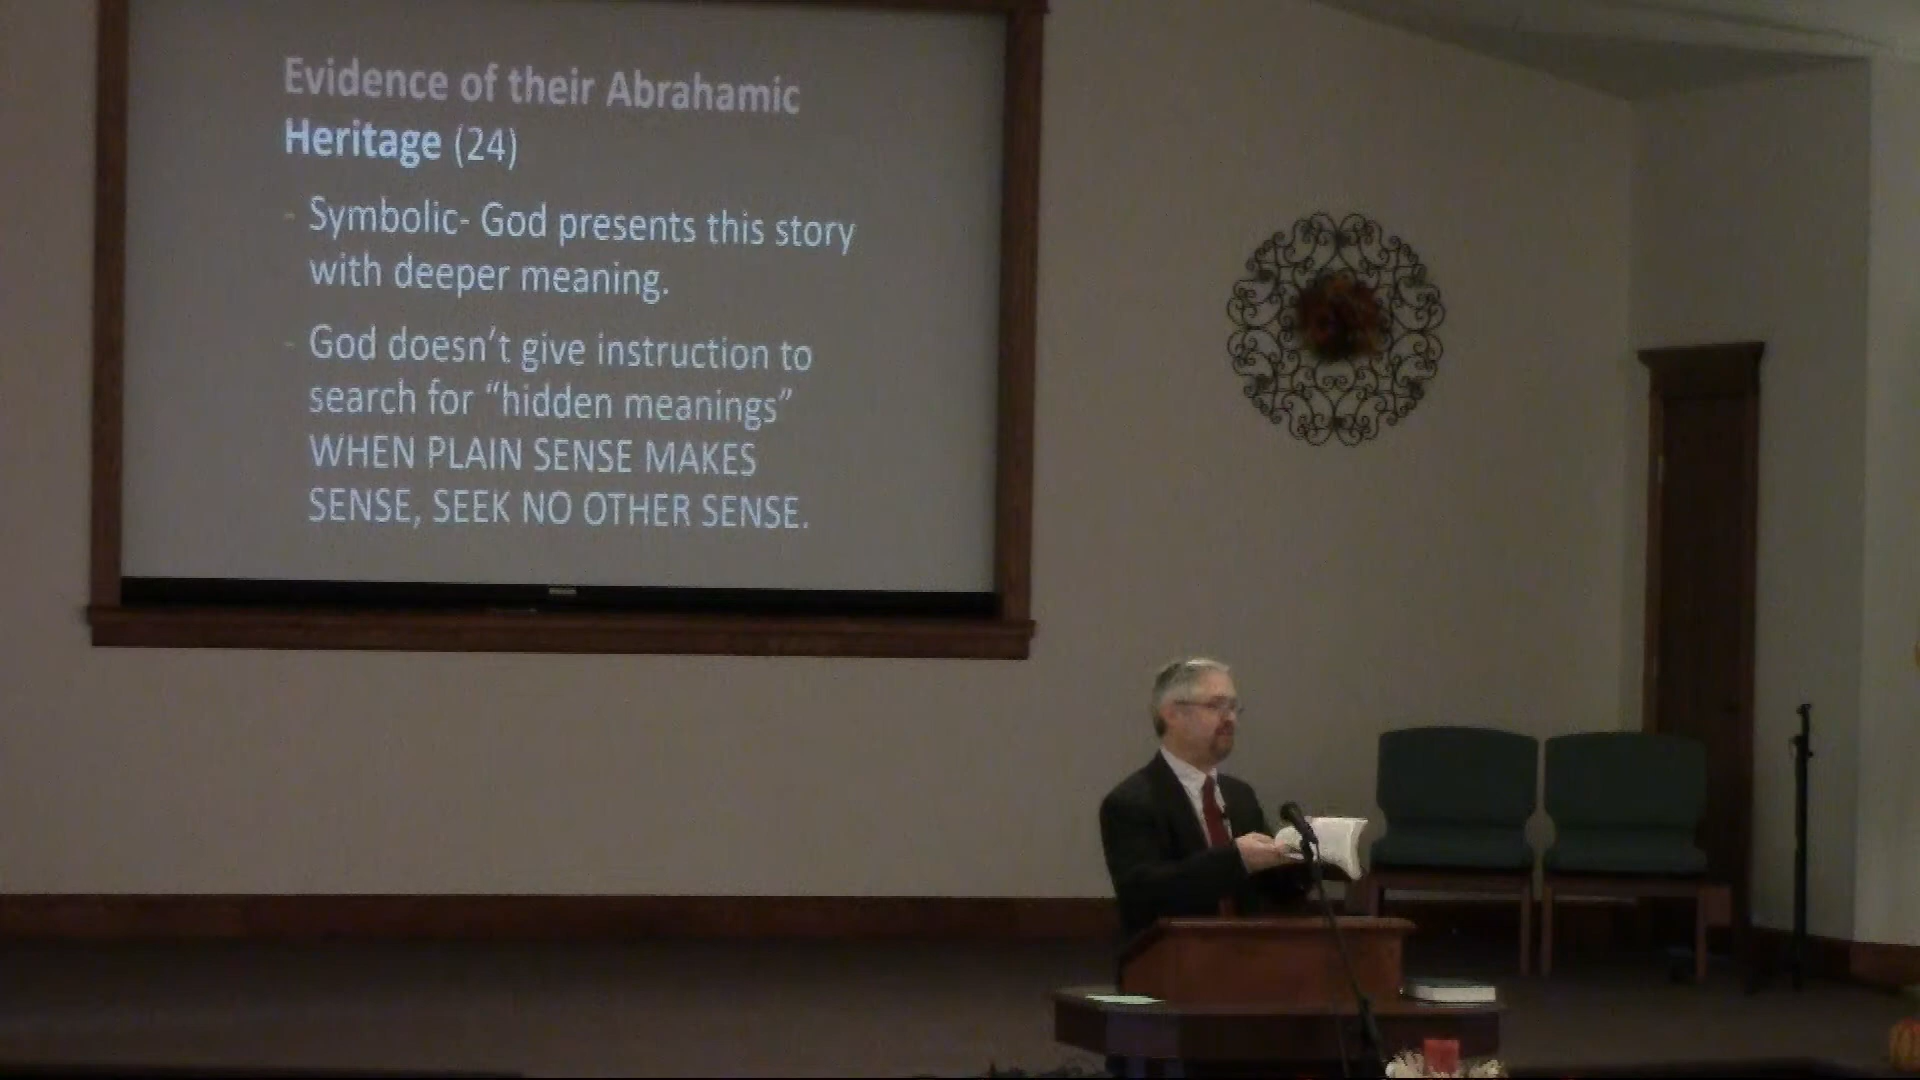 Evidence of their Abrahamic
Heritage (24)
- Symbolic- God presents this story
with deeper meaning.
- God doesn't give instruction to
search for “hidden meanings”
WHEN PLAIN SENSE MAKES
SENSE, SEEK NO OTHER SENSE.